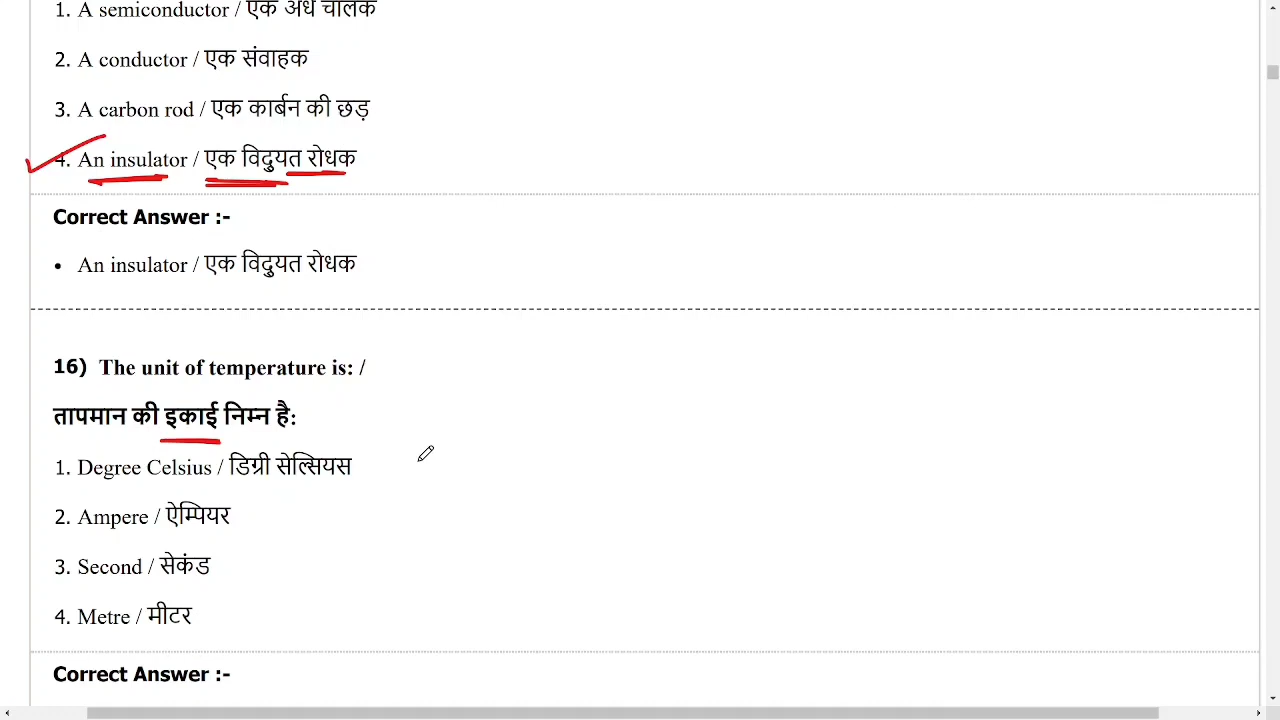 1. A semiconductor / एक अर्ध चालक
2. A conductor / एक संवाहक
3. A carbon rod / एक कार्बन की छड़
4. An insulator / एक विदुयत रोधक
Correct Answer :-
• An insulator / एक विदुयत रोधक
16) The unit of temperature is: /
तापमान की इकाई निम्न है:
1. Degree Celsius / डिग्री सेल्सियस
2. Ampere / ऐम्पियर
3. Second / सेकंड
4. Metre / मीटर
Correct Answer :-